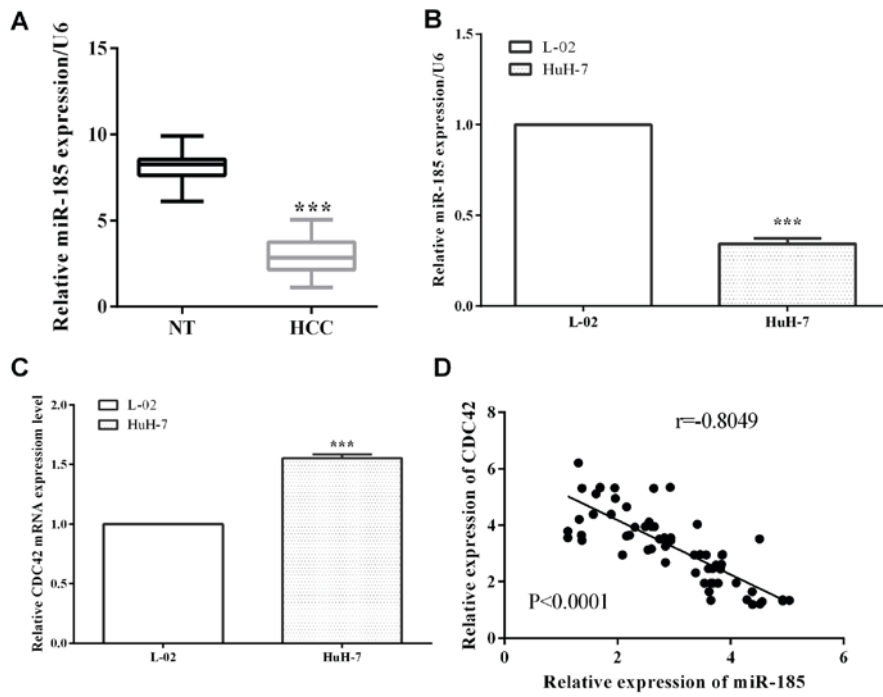 A
Relative miR-185 expression/U6
15
10
5
0
***
NT
HCC
B
Relative miR-185 expression/U6
1.5
1.0
0.5
0.0
L-02
HuH-7
***
L-02
HuH-7
C
Relative CDC42 mRNA expression level
2.0
1.5
1.0
0.5
0.0
L-02
HuH-7
***
L-02
HuH-7
D
Relative expression of CDC42
8
6
4
2
0
r=-0.8049
P<0.0001
0
2
4
6
Relative expression of miR-185